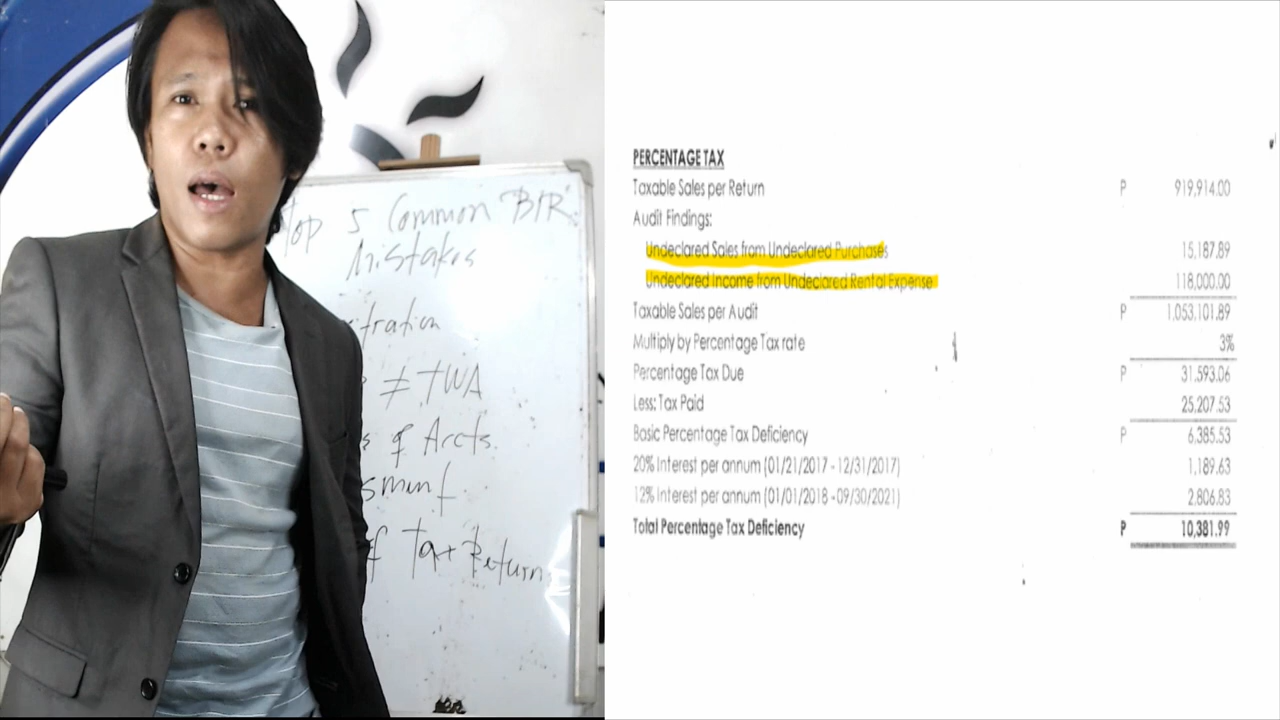 Top 5 Common BIR
Mistakes
stration
≠ TWA
s of Accts.
sment
of Tax Return
PERCENTAGE TAX
Taxable Sales per Return P 919,914.00
Audit Findings:
Undeclared Sales from Undeclared Purchases 15,187.89
Undeclared Income from Undeclared Rental Expense 118,000.00
Taxable Sales per Audit P 1,053,101.89
Multiply by Percentage Tax rate 3%
Percentage Tax Due P 31,593.06
Less: Tax Paid 25,207.53
Basic Percentage Tax Deficiency P 6,385.53
20% Interest per annum (01/21/2017 - 12/31/2017) 1,189.63
12% Interest per annum (01/01/2018 - 09/30/2021) 2,806.83
Total Percentage Tax Deficiency P 10,381.99